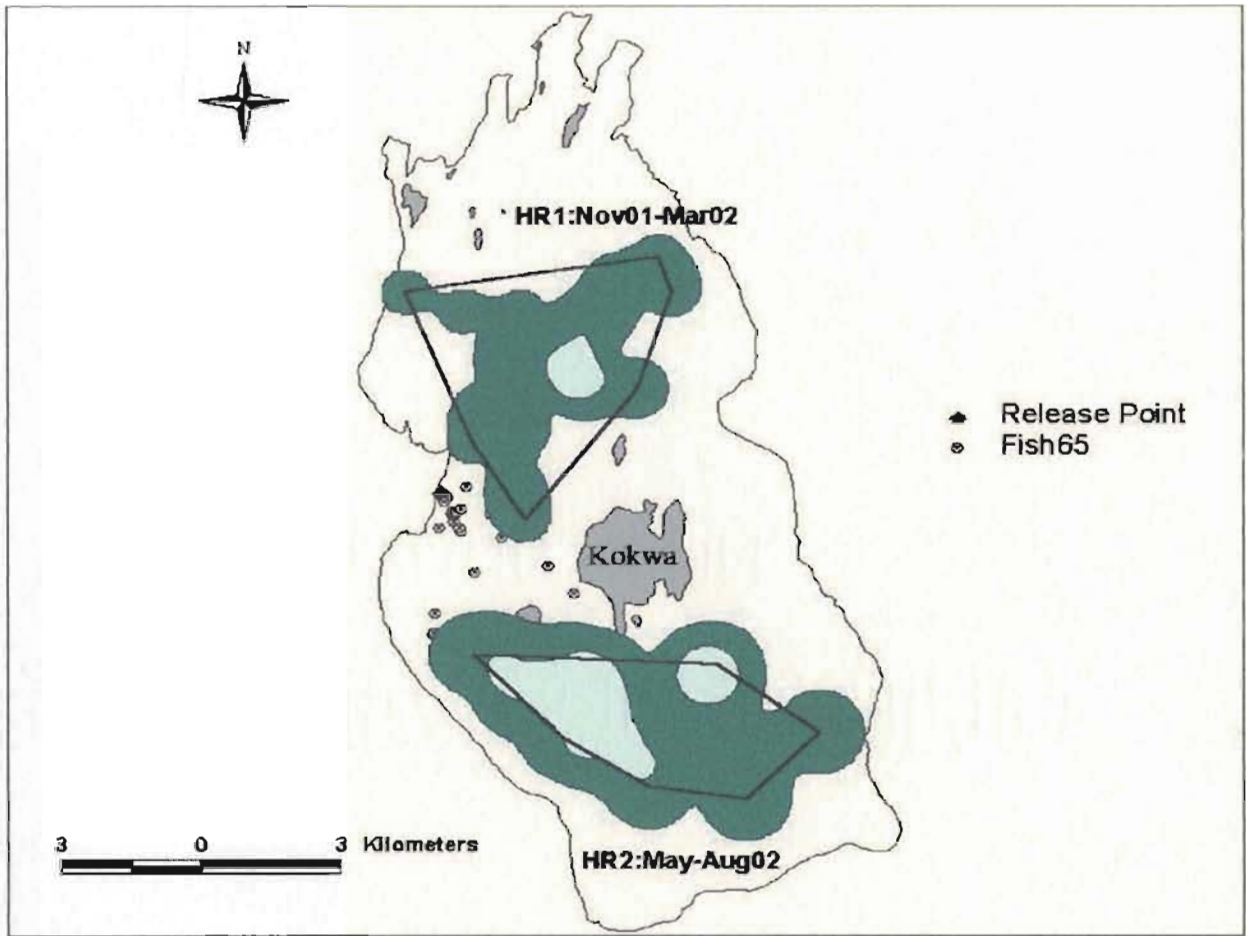 N
HR1:Nov01-Mar02
Release Point
Fish65
Kokwa
3 0 3 Kilometers
HR2:May-Aug02